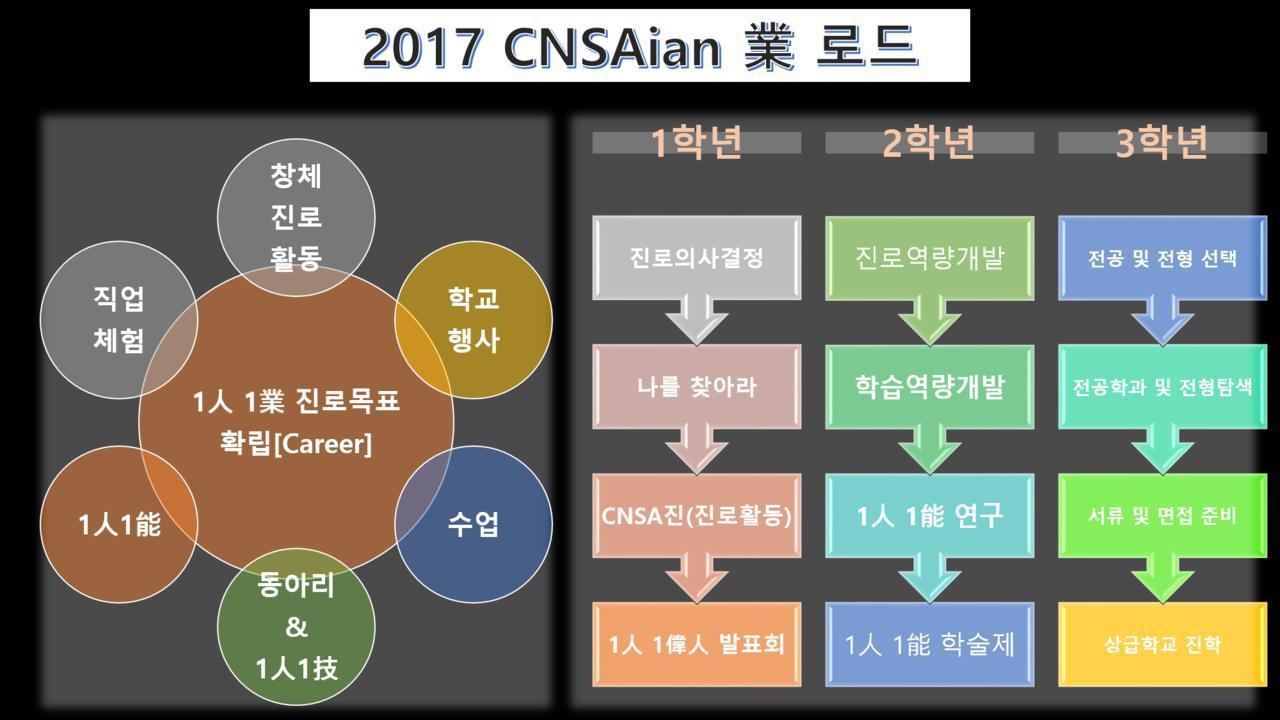 2017 CNSAian 業 로드
창체
진로
활동
학교
행사
수업
동아리
&
1人1技
1人1能
직업
체험
1人 1業 진로목표
확립[Career]
1학년
진로의사결정
나를 찾아라
CNSA진(진로활등)
1人 1偉人 발표회
2학년
진로역량개발
학습역량개발
1人 1能 연구
1人 1能 학술제
3학년
전공 및 전형 선택
전공학과 및 전형탐색
서류 및 면접 준비
상급학교 진학